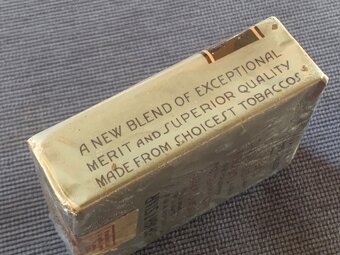 A NEW BLEND OF EXCEPTIONAL
MERIT AND SUPERIOR QUALITY
MADE FROM CHOICEST TOBACCOS